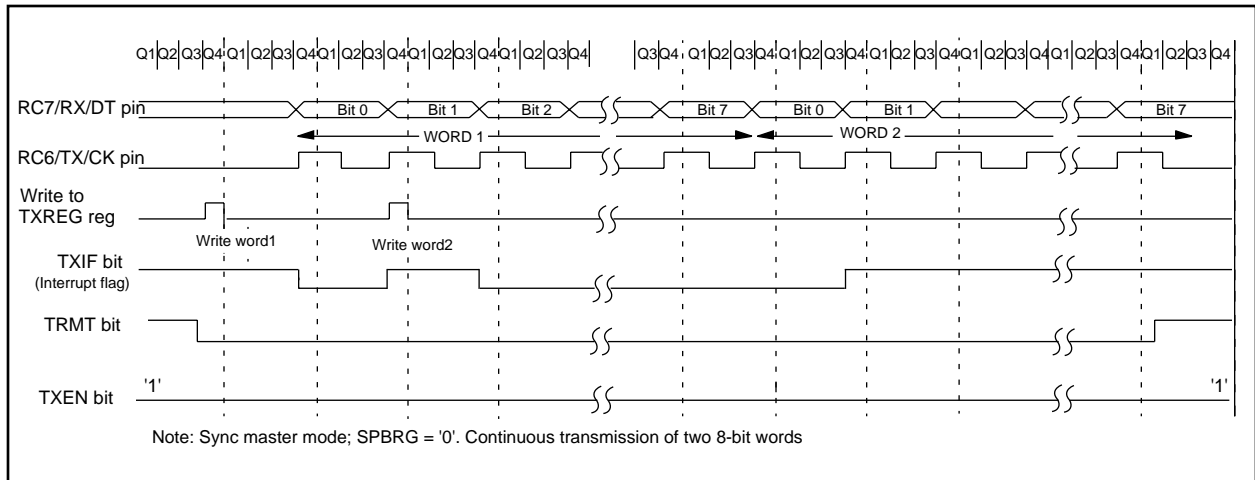 Q1 Q2 Q3 Q4 Q1 Q2 Q3 Q4 Q1 Q2 Q3 Q4 Q1 Q2 Q3 Q4 Q1 Q2 Q3 Q4 Q3 Q4 Q1 Q2 Q3 Q4 Q1 Q2 Q3 Q4 Q1 Q2 Q3 Q4 Q1 Q2 Q3 Q4 Q1 Q2 Q3 Q4 Q1 Q2 Q3 Q4
RC7/RX/DT pin Bit 0 Bit 1 Bit 2 Bit 7 Bit 0 Bit 1 Bit 7
WORD 1 WORD 2
RC6/TX/CK pin
Write to
TXREG reg
Write word1 Write word2
TXIF bit
(Interrupt flag)
TRMT bit
'1' '1'
TXEN bit
Note: Sync master mode; SPBRG = '0'. Continuous transmission of two 8-bit words